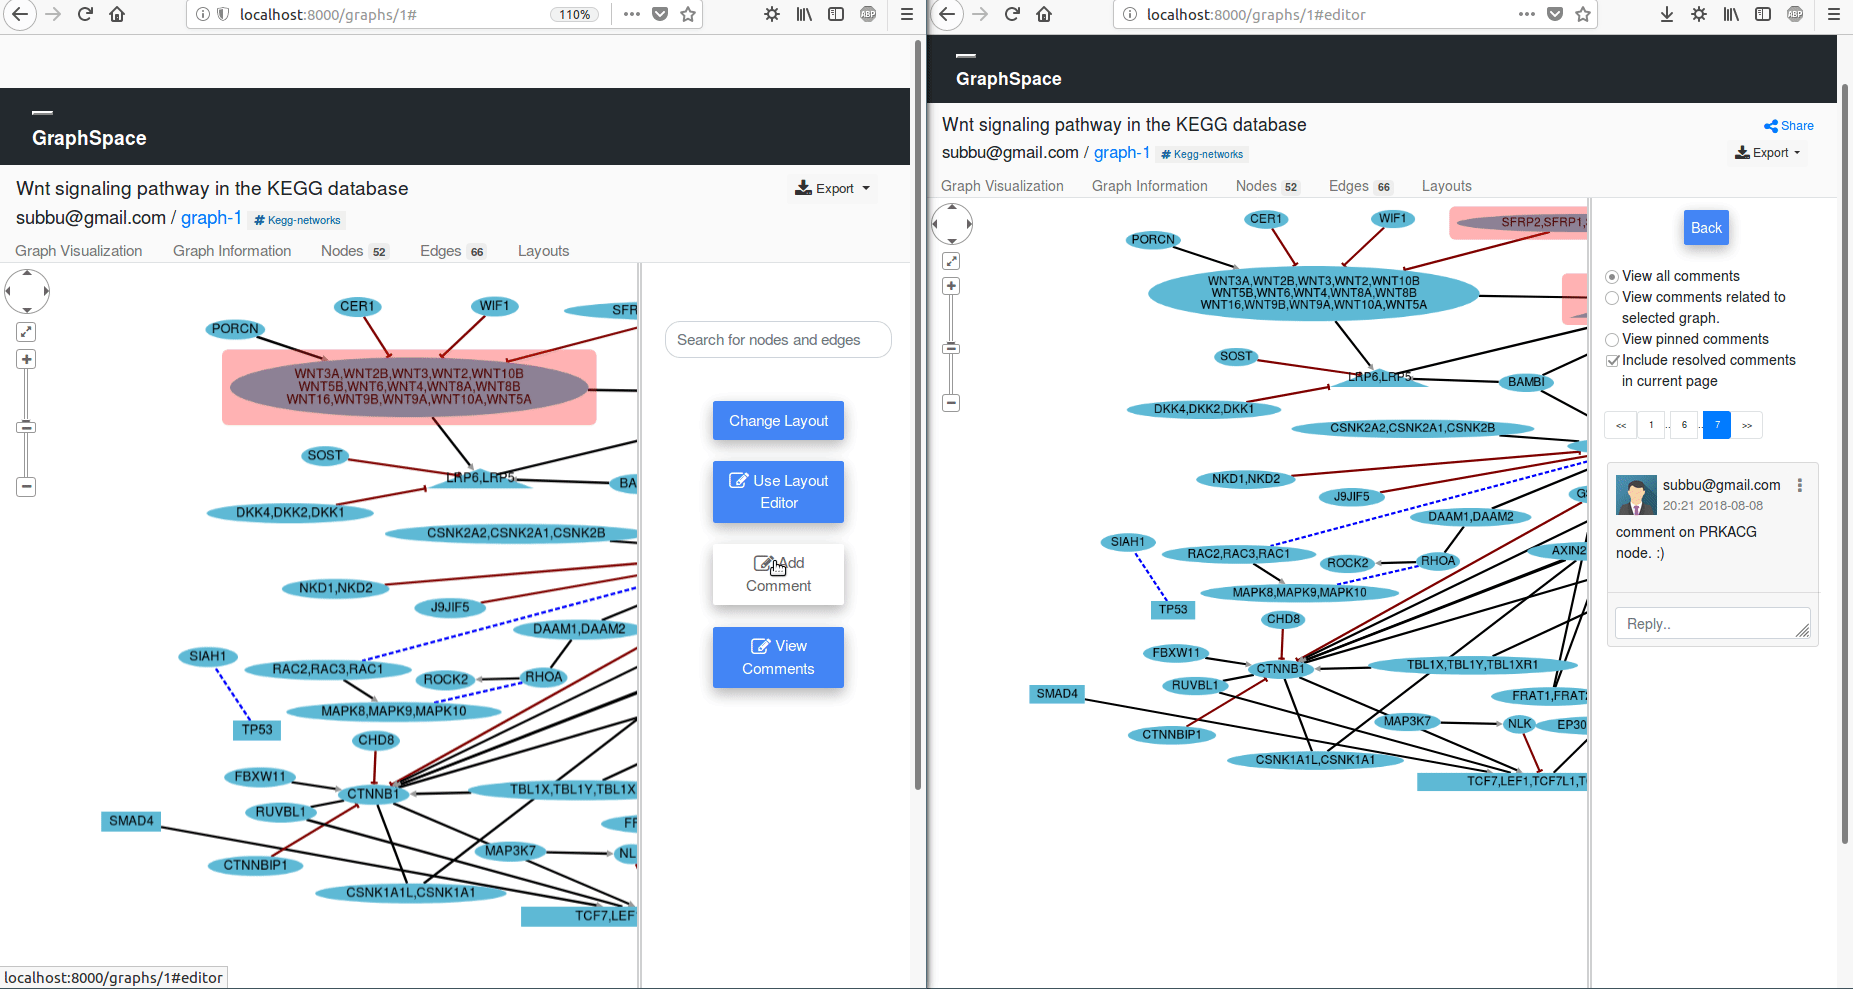 localhost:8000/graphs/1#
110%
ABP
GraphSpace
Wnt signaling pathway in the KEGG database
Export
subbu@gmail.com / graph-1 # Kegg-networks
Graph Visualization Graph Information Nodes 52 Edges 66 Layouts
CER1
WIF1
SFR
PORCN
WNT3A,WNT2B,WNT3,WNT2,WNT10B
WNT5B,WNT6,WNT4,WNT8A,WNT8B
WNT16,WNT9B,WNT9A,WNT10A,WNT5A
SOST
LRP6,LRP5
BA
DKK4,DKK2,DKK1
CSNK2A2,CSNK2A1,CSNK2B
NKD1,NKD2
J9JIF5
DAAM1,DAAM2
SIAH1
RAC2,RAC3,RAC1
ROCK2
RHOA
MAPK8,MAPK9,MAPK10
TP53
CHD8
FBXW11
CTNNB1
TBL1X,TBL1Y,TBL1X
RUVBL1
SMAD4
FF
MAP3K7
NL
CTNNBIP1
CSNK1A1L,CSNK1A1
TCF7,LEF
Search for nodes and edges
Change Layout
Use Layout
Editor
Add
Comment
View
Comments
localhost:8000/graphs/1#editor
localhost:8000/graphs/1#editor
ABP
GraphSpace
Wnt signaling pathway in the KEGG database
Share
subbu@gmail.com / graph-1 # Kegg-networks
Export
Graph Visualization Graph Information Nodes 52 Edges 66 Layouts
CER1
WIF1
SFRP2,SFRP1,
PORCN
WNT3A,WNT2B,WNT3,WNT2,WNT10B
WNT5B,WNT6,WNT4,WNT8A,WNT8B
WNT16,WNT9B,WNT9A,WNT10A,WNT5A
SOST
LRP6,LRP5
BAMBI
DKK4,DKK2,DKK1
CSNK2A2,CSNK2A1,CSNK2B
NKD1,NKD2
J9JIF5
G
DAAM1,DAAM2
SIAH1
RAC2,RAC3,RAC1
ROCK2
RHOA
AXIN2
MAPK8,MAPK9,MAPK10
TP53
CHD8
FBXW11
CTNNB1
TBL1X,TBL1Y,TBL1XR1
RUVBL1
SMAD4
FRAT1,FRAT
MAP3K7
NLK
EP30
CTNNBIP1
CSNK1A1L,CSNK1A1
TCF7,LEF1,TCF7L1,T
Back
View all comments
View comments related to
selected graph.
View pinned comments
Include resolved comments
in current page
<< 1 .. 6 .. 7 >>
subbu@gmail.com
20:21 2018-08-08
comment on PRKACG
node. :)
Reply..